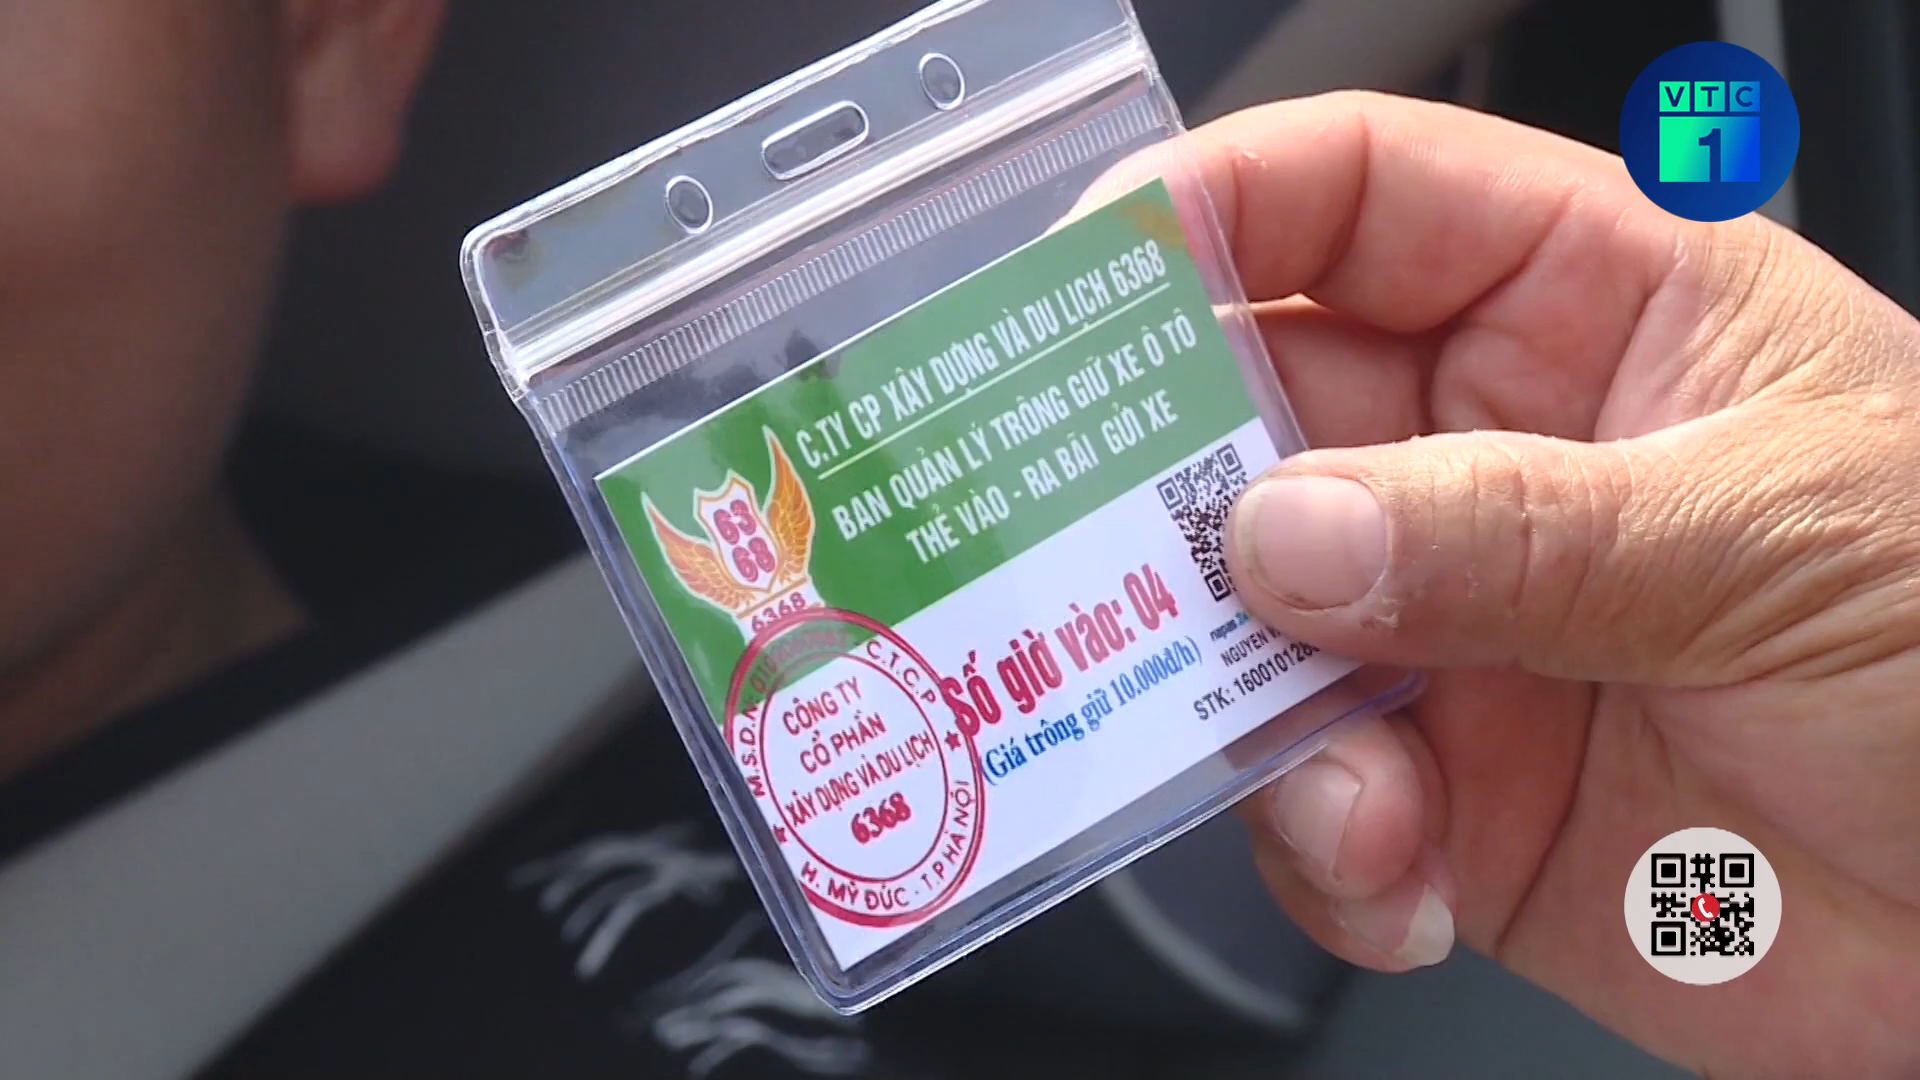 VTC
1
C.TY CP XÂY DỰNG VÀ DU LỊCH 6368
BAN QUẢN LÝ TRÔNG GIỮ XE Ô TÔ
THẺ VÀO - RA BÃI GỬI XE
63
68
6368
Số giờ vào: 04
(Giá trông giữ 10.000đ/h)
NGUYEN
STK:
M.S.D.N:
C.T.C.P
CÔNG TY
CỔ PHẦN
XÂY DỰNG VÀ DU LỊCH
6368
H. MỸ ĐỨC - T.P HÀ NỘI